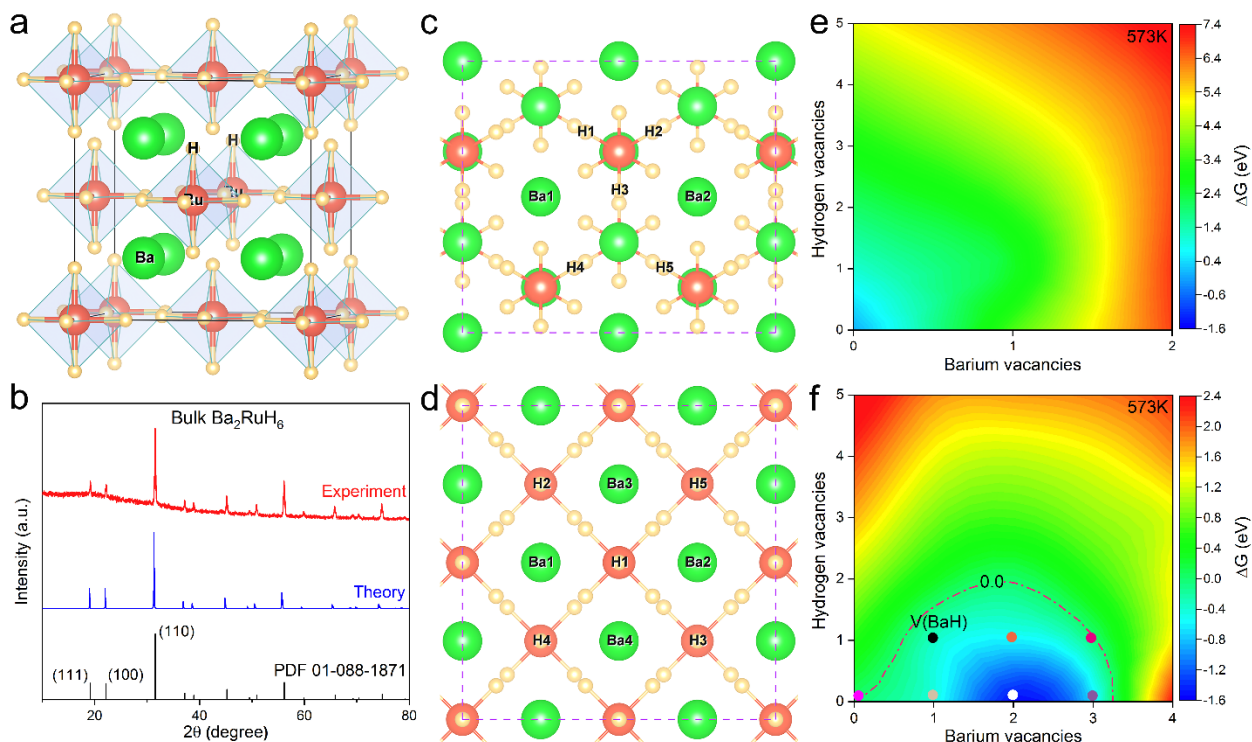 a
H
H
Ru
Ru
Ba
b
Bulk Ba2RuH6
Experiment
Theory
(110)
(111)
(100)
PDF 01-088-1871
Intensity (a.u.)
20
40
60
80
2θ (degree)
c
H1
H2
H3
Ba1
Ba2
H4
H5
d
H2
Ba3
H5
Ba1
H1
Ba2
H4
Ba4
H3
e
573K
Hydrogen vacancies
5
4
3
2
1
0
0
1
2
Barium vacancies
7.4
6.4
5.4
4.4
3.4
2.4
1.4
0.4
-0.6
-1.6
ΔG (eV)
f
573K
0.0
V(BaH)
Hydrogen vacancies
5
4
3
2
1
0
0
1
2
3
4
Barium vacancies
2.4
2.0
1.6
1.2
0.8
0.4
0.0
-0.4
-0.8
-1.2
-1.6
ΔG (eV)